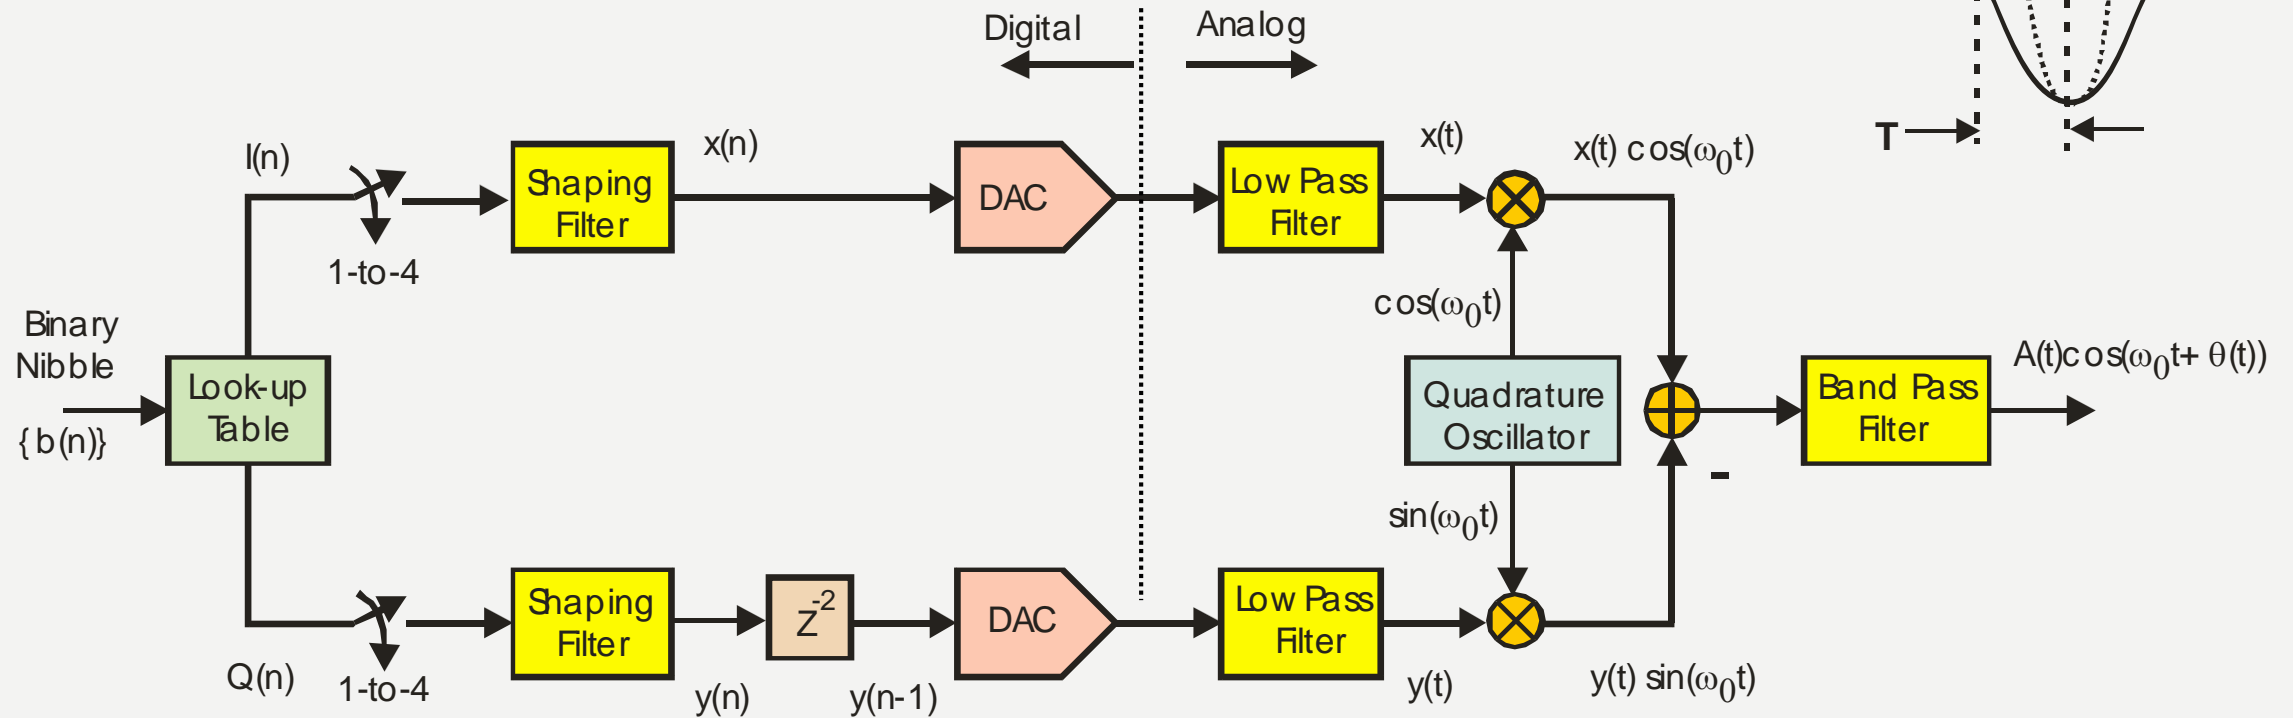 Digital
Analog
T
I(n)
1-to-4
Shaping
Filter
x(n)
DAC
Low Pass
Filter
x(t)
x(t) cos(ω0t)
cos(ω0t)
Binary
Nibble
{b(n)}
Look-up
Table
Quadrature
Oscillator
Band Pass
Filter
A(t)cos(ω0t+ θ(t))
-
sin(ω0t)
Q(n)
1-to-4
Shaping
Filter
y(n)
Z-2
y(n-1)
DAC
Low Pass
Filter
y(t)
y(t) sin(ω0t)